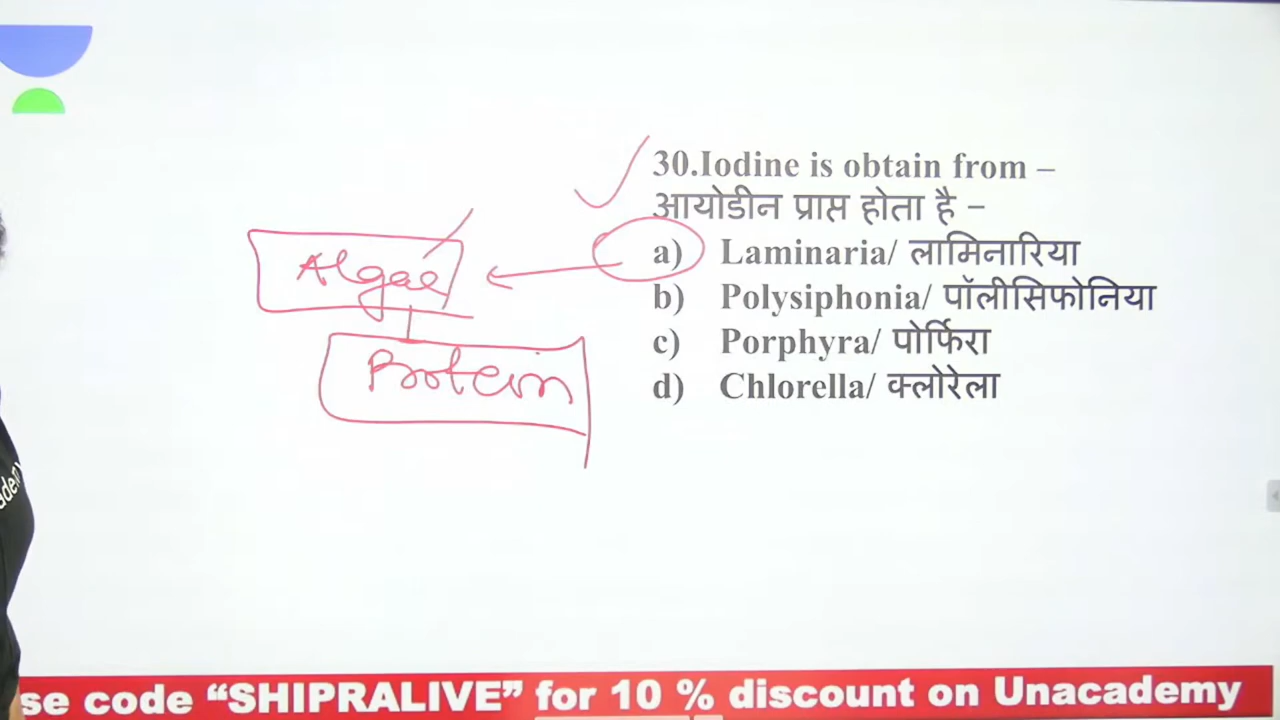 30.Iodine is obtain from –
आयोडीन प्राप्त होता है –
a) Laminaria/ लामिनारिया
b) Polysiphonia/ पॉलीसिफोनिया
c) Porphyra/ पोर्फिरा
d) Chlorella/ क्लोरेला
Algae
Protein
se code “SHIPRALIVE” for 10 % discount on Unacademy